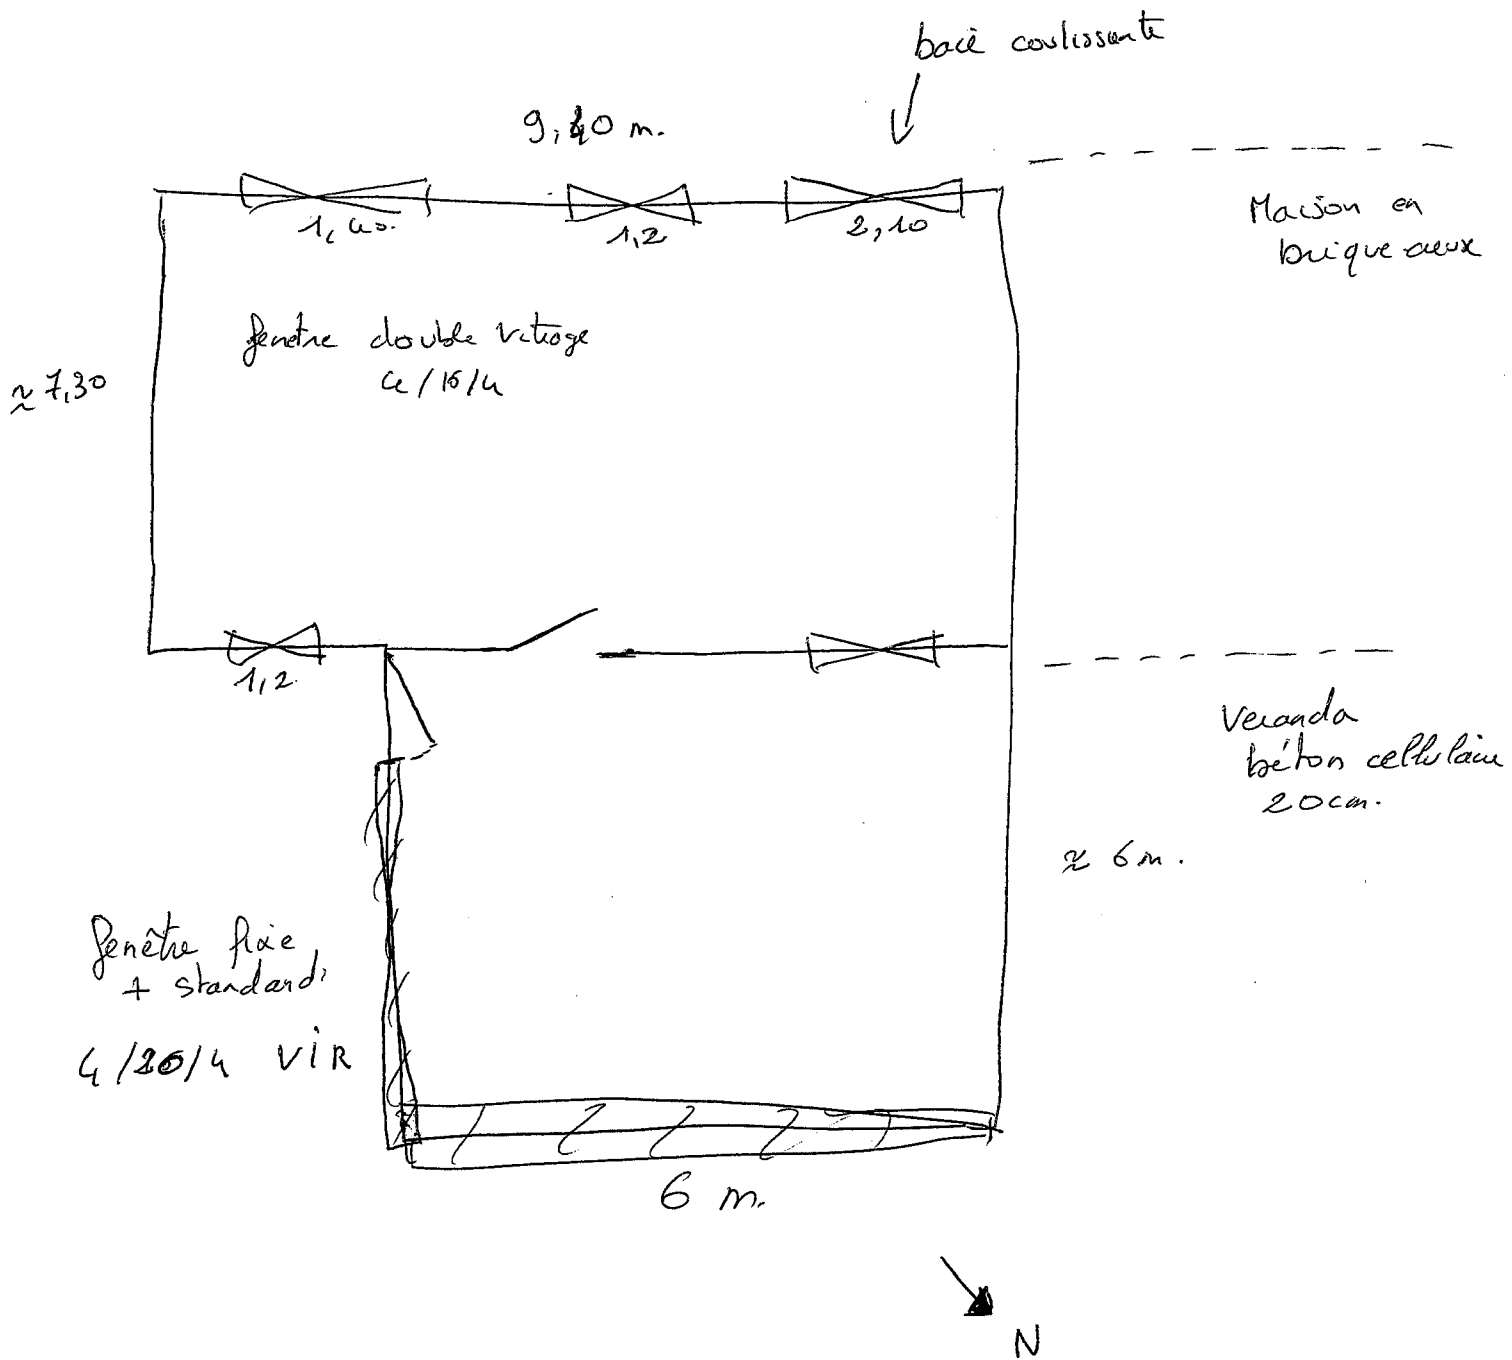 baie coulissante
9,40 m.
1,40.
1,2
2,10
Maison en
brique creux
fenêtre double vitrage
4/16/4
≈ 7,30
1,2
Veranda
béton cellulaire
20cm.
≈ 6m.
fenêtre fixe
+ standard
4/20/4 VIR
6 m.
N